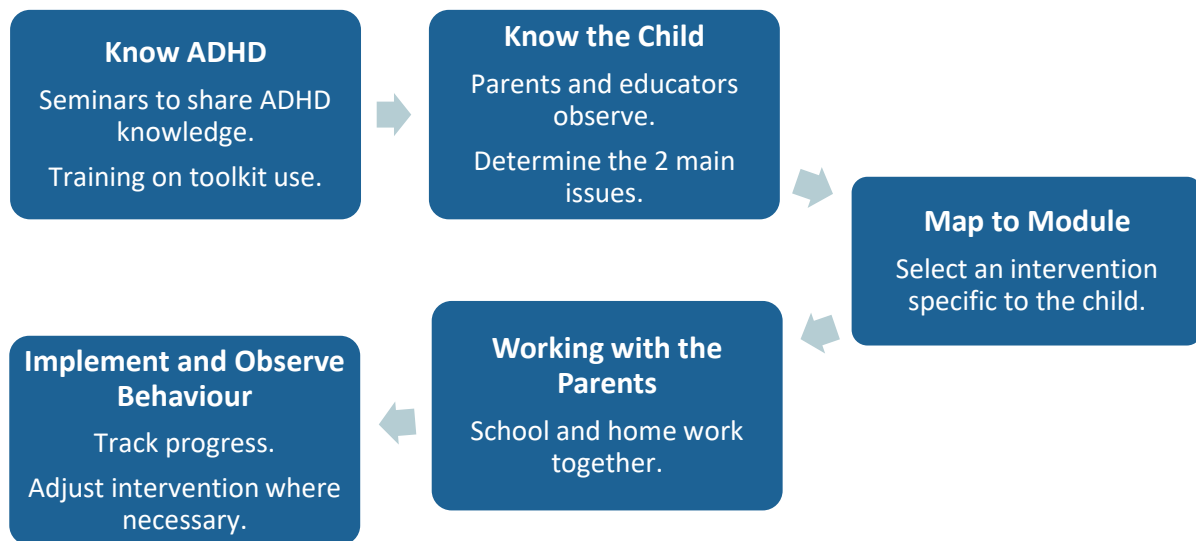 Know ADHD
Seminars to share ADHD
knowledge.
Training on toolkit use.
Know the Child
Parents and educators
observe.
Determine the 2 main
issues.
Map to Module
Select an intervention
specific to the child.
Working with the
Parents
School and home work
together.
Implement and Observe
Behaviour
Track progress.
Adjust intervention where
necessary.